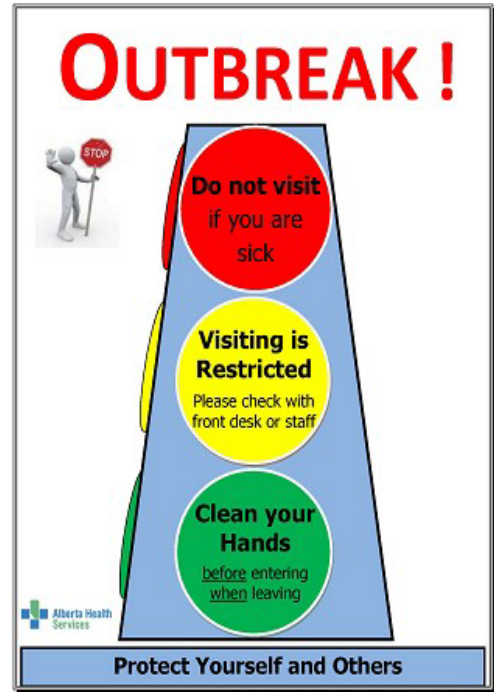 OUTBREAK !
STOP
Do not visit
if you are
sick
Visiting is
Restricted
Please check with
front desk or staff
Clean your
Hands
before entering
when leaving
Alberta Health
Services
Protect Yourself and Others